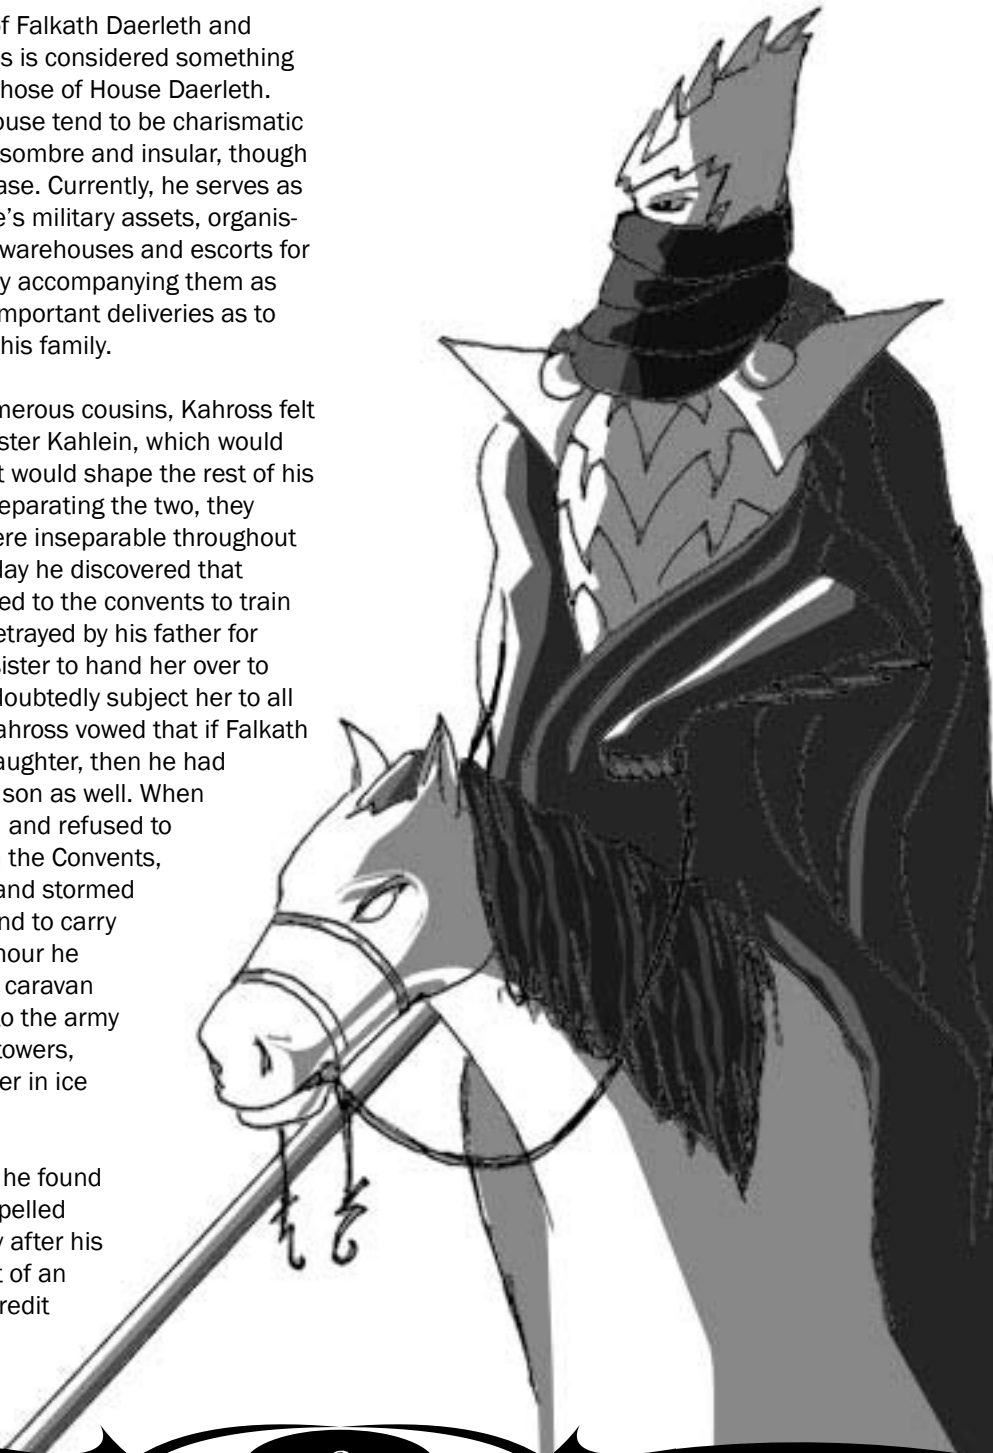 of Falkath Daerleth and
s is considered something
hose of House Daerleth.
ouse tend to be charismatic
sombre and insular, though
ase. Currently, he serves as
e's military assets, organis-
warehouses and escorts for
y accompanying them as
mportant deliveries as to
his family.
merous cousins, Kahross felt
ster Kahlein, which would
t would shape the rest of his
eparating the two, they
ere inseparable throughout
lay he discovered that
ed to the convents to train
etrayed by his father for
sister to hand her over to
loubtedly subject her to all
ahross vowed that if Falkath
aughter, then he had
son as well. When
and refused to
the Convents,
and stormed
nd to carry
hour he
caravan
o the army
towers,
er in ice
he found
pelled
y after his
t of an
redit